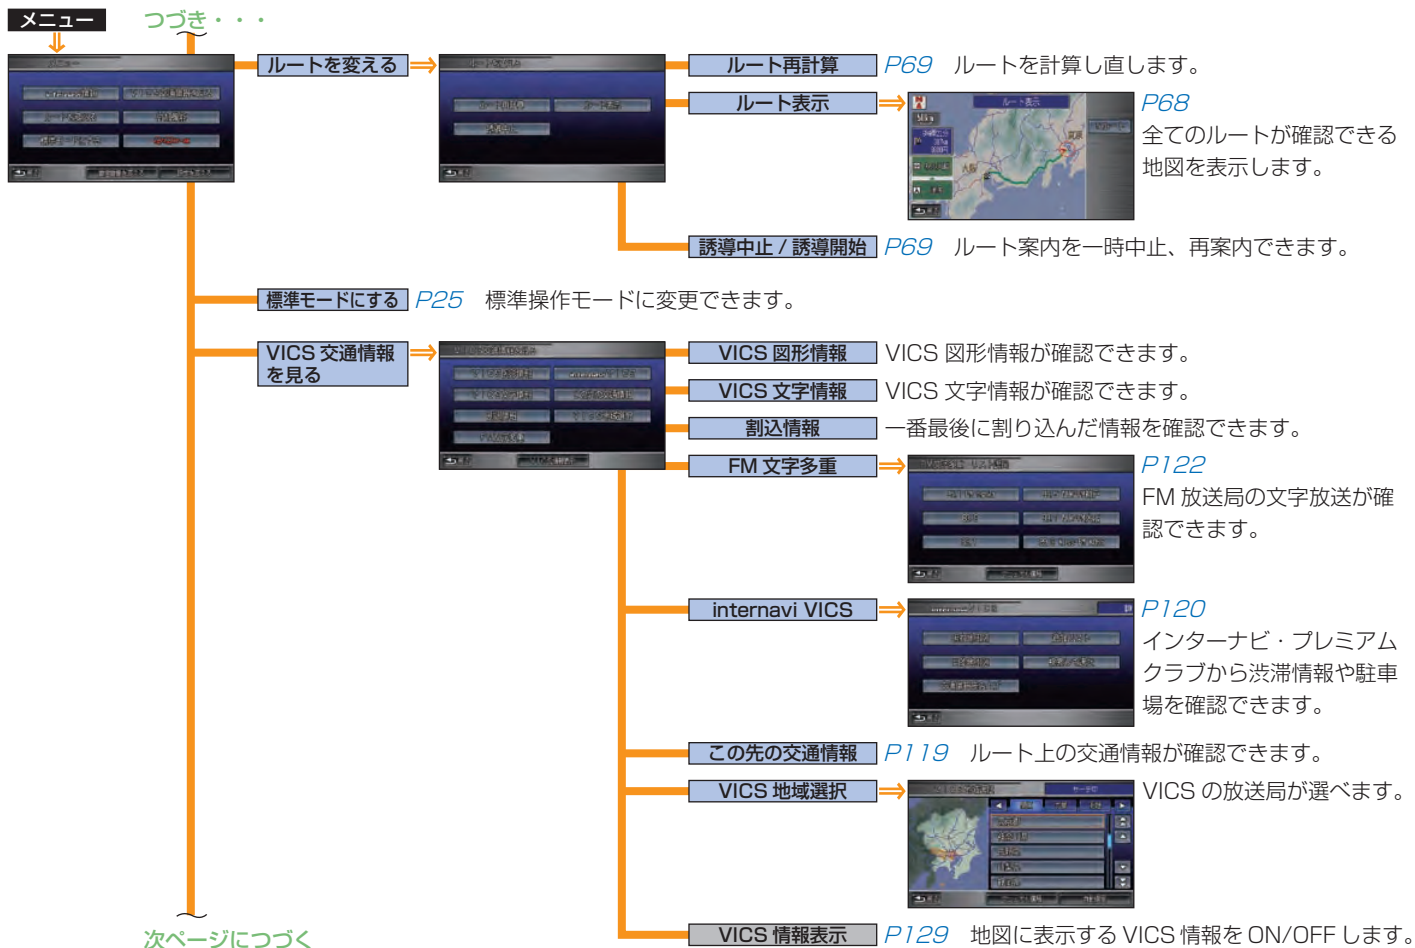 メニュー
つづき・・・
ルートを変える
ルート再計算 P69 ルートを計算し直します。
ルート表示
ルート表示
P68
全てのルートが確認できる
地図を表示します。
誘導中止 / 誘導開始 P69 ルート案内を一時中止、再案内できます。
標準モードにする P25 標準操作モードに変更できます。
VICS 交通情報
を見る
VICS 図形情報 VICS 図形情報が確認できます。
VICS 文字情報 VICS 文字情報が確認できます。
割込情報 一番最後に割り込んだ情報を確認できます。
FM 文字多重
P122
FM 放送局の文字放送が確
認できます。
internavi VICS
P120
インターナビ・プレミアム
クラブから渋滞情報や駐車
場を確認できます。
この先の交通情報 P119 ルート上の交通情報が確認できます。
VICS 地域選択
VICS の放送局が選べます。
VICS 情報表示 P129 地図に表示する VICS 情報を ON/OFF します。
次ページにつづく